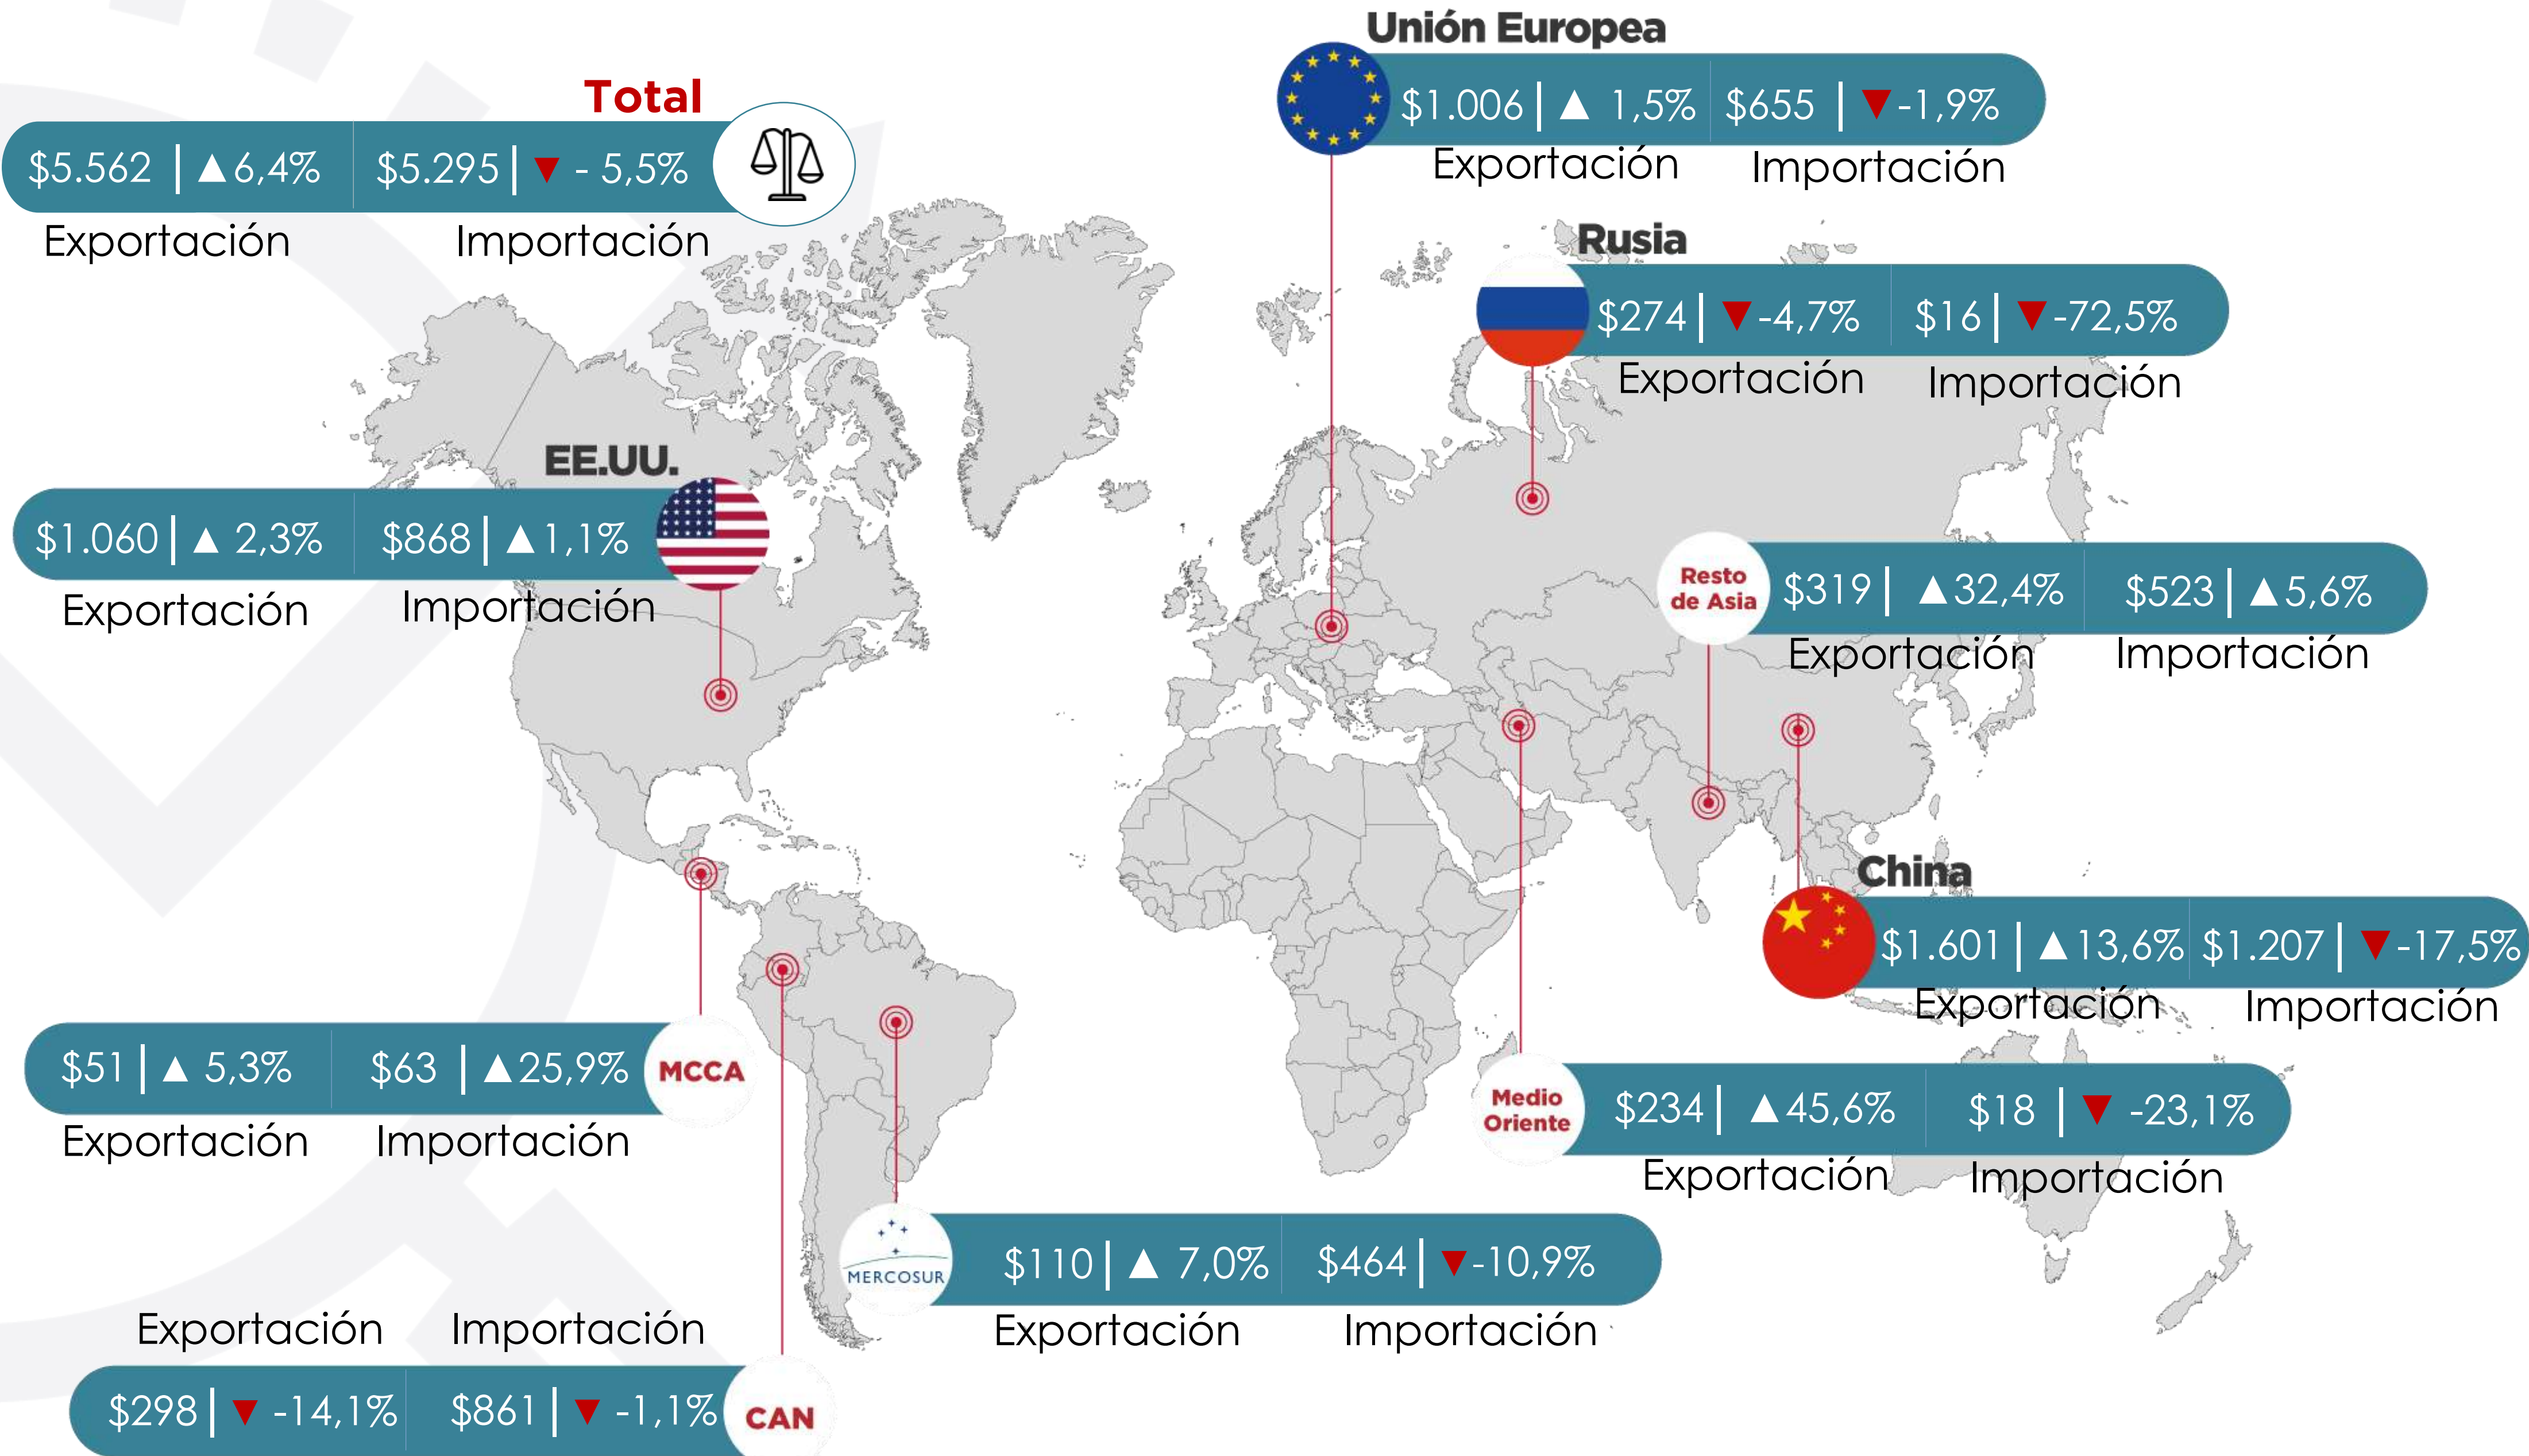 Unión Europea
$1.006 | ▲ 1,5% $655 | ▼-1,9%
Exportación Importación
Total
$5.562 | ▲6,4% $5.295 | ▼ - 5,5%
Exportación Importación
Rusia
$274 | ▼-4,7% $16 | ▼-72,5%
Exportación Importación
EE.UU.
$1.060 | ▲ 2,3% $868 | ▲1,1%
Exportación Importación
Resto
de Asia
$319 | ▲32,4% $523 | ▲5,6%
Exportación Importación
China
$1.601 | ▲13,6% $1.207 | ▼-17,5%
Exportación Importación
$51 | ▲ 5,3% $63 | ▲25,9% MCCA
Exportación Importación
Medio
Oriente
$234 | ▲45,6% $18 | ▼ -23,1%
Exportación Importación
MERCOSUR
$110 | ▲ 7,0% $464 | ▼-10,9%
Exportación Importación
Exportación Importación
$298 | ▼ -14,1% $861 | ▼ -1,1% CAN